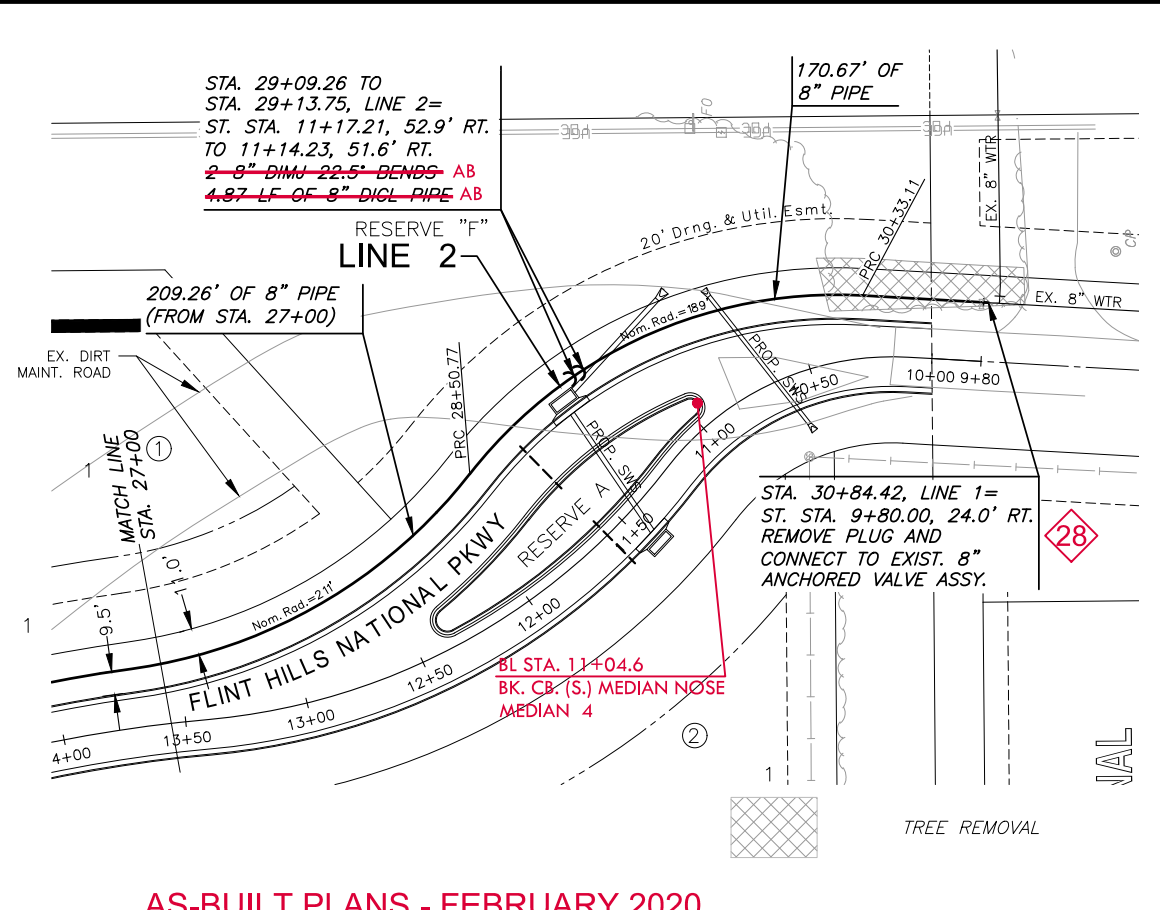 STA. 29+09.26 TO
STA. 29+13.75, LINE 2=
ST. STA. 11+17.21, 52.9' RT.
TO 11+14.23, 51.6' RT.
2-8" DIMJ 22.5° BENDS AB
4.87 LF OF 8" DICL PIPE AB
170.67' OF
8" PIPE
FO
EX. 8" WTR
PRC 30+33.11
C/P
20' Drng. & Util. Esmt.
RESERVE "F"
LINE 2
209.26' OF 8" PIPE
(FROM STA. 27+00)
EX. 8" WTR
Nom. Rad.=189'
EX. DIRT
MAINT. ROAD
PRC 28+50.77
PROP. SWS
10+50
10+00 9+80
MATCH LINE
STA. 27+00
1
1
PROP. SWS
11+00
RESERVE A
11+50
STA. 30+84.42, LINE 1=
ST. STA. 9+80.00, 24.0' RT.
REMOVE PLUG AND
CONNECT TO EXIST. 8"
ANCHORED VALVE ASSY.
28
11.0'
9.5'
1
Nom. Rad.=211'
FLINT HILLS NATIONAL PKWY
12+00
12+50
13+00
13+50
4+00
BL STA. 11+04.6
BK. CB. (S.) MEDIAN NOSE
MEDIAN 4
2
1
NAL
TREE REMOVAL
AS-BUILT PLANS - FEBRUARY 2020